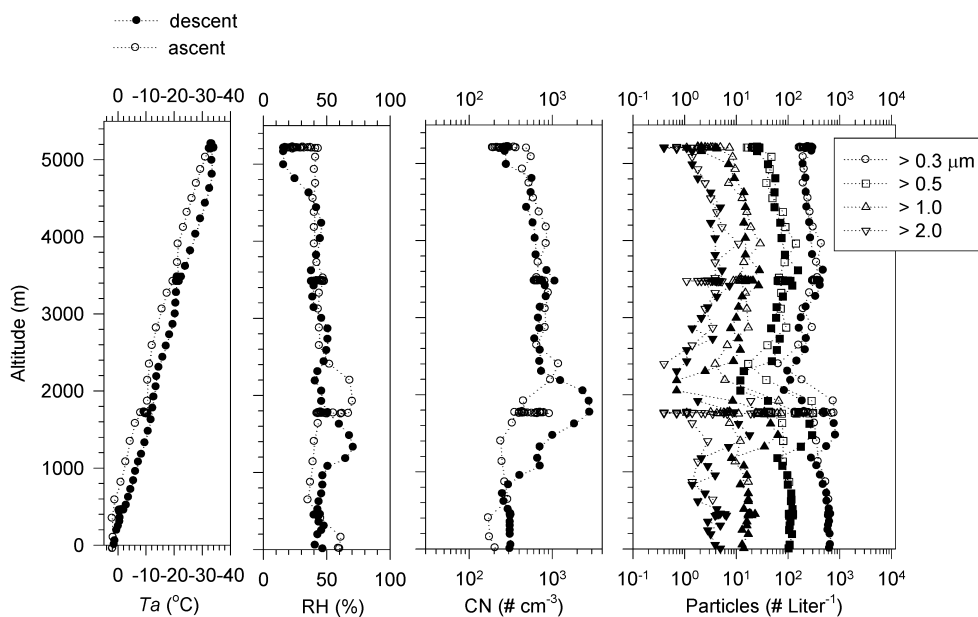 descent
ascent
0 -10 -20 -30 -40
0 50 100
10² 10³
10⁻¹ 10⁰ 10¹ 10² 10³ 10⁴
> 0.3 μm
> 0.5
> 1.0
> 2.0
Altitude (m)
5000
4000
3000
2000
1000
0
0 -10 -20 -30 -40
0 50 100
10² 10³
10⁻¹ 10⁰ 10¹ 10² 10³ 10⁴
Ta (°C)
RH (%)
CN (# cm⁻³)
Particles (# Liter⁻¹)